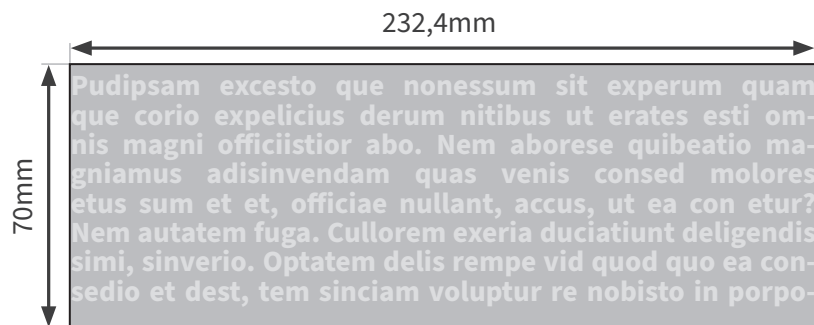 232,4mm
70mm
Pudipsam excesto que nonessum sit experum quam
que corio expelicius derum nitibus ut erates esti om-
nis magni officiistior abo. Nem aborese quibeatio ma-
gniamus adisinvendam quas venis consed molores
etus sum et et, officiae nullant, accus, ut ea con etur?
Nem autatem fuga. Cullorem exeria duciatiunt deligendis
simi, sinverio. Optatem delis rempe vid quod quo ea con-
sedio et dest, tem sinciam voluptur re nobisto in porpo-